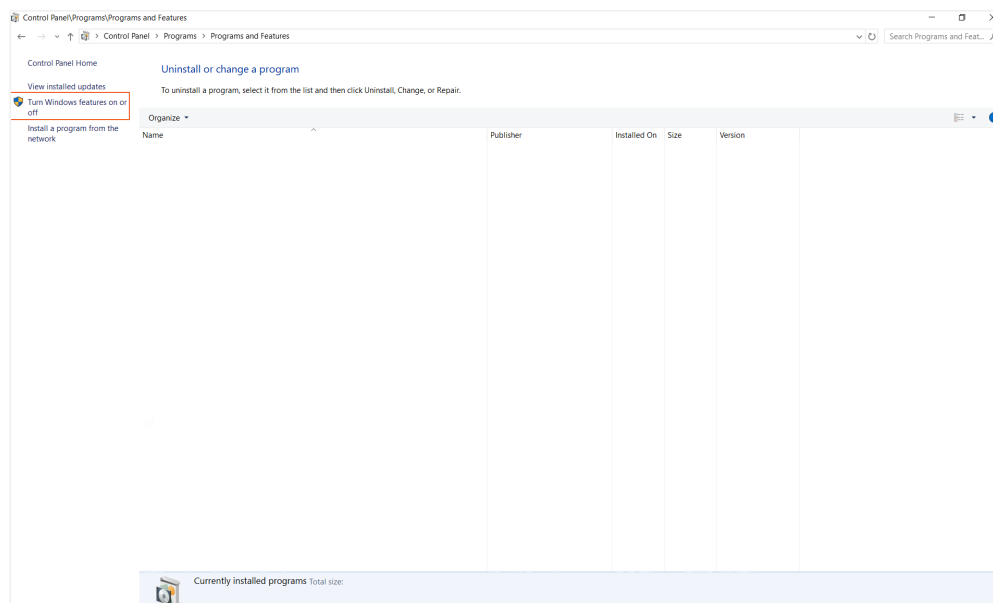 Control Panel\Programs\Programs and Features
Control Panel > Programs > Programs and Features
Search Programs and Feat...
Control Panel Home
View installed updates
Turn Windows features on or
off
Install a program from the
network
Uninstall or change a program
To uninstall a program, select it from the list and then click Uninstall, Change, or Repair.
Organize
Name Publisher Installed On Size Version
Currently installed programs Total size: